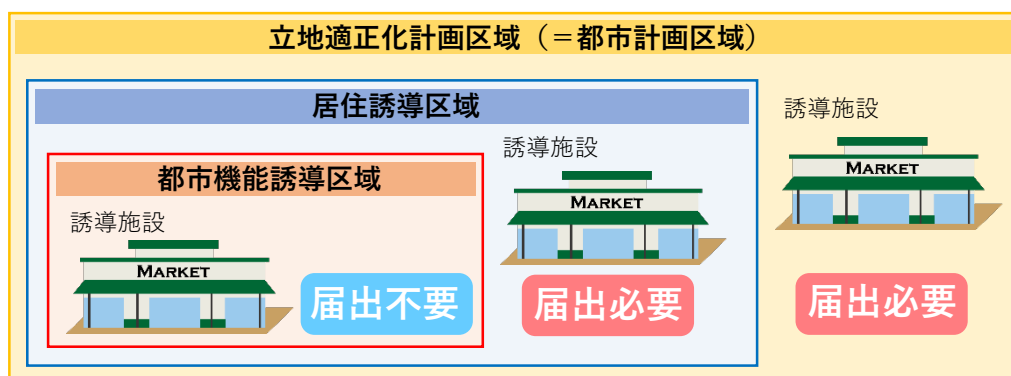 立地適正化計画区域（＝都市計画区域）
居住誘導区域
都市機能誘導区域
誘導施設
MARKET
届出不要
誘導施設
MARKET
届出必要
誘導施設
MARKET
届出必要